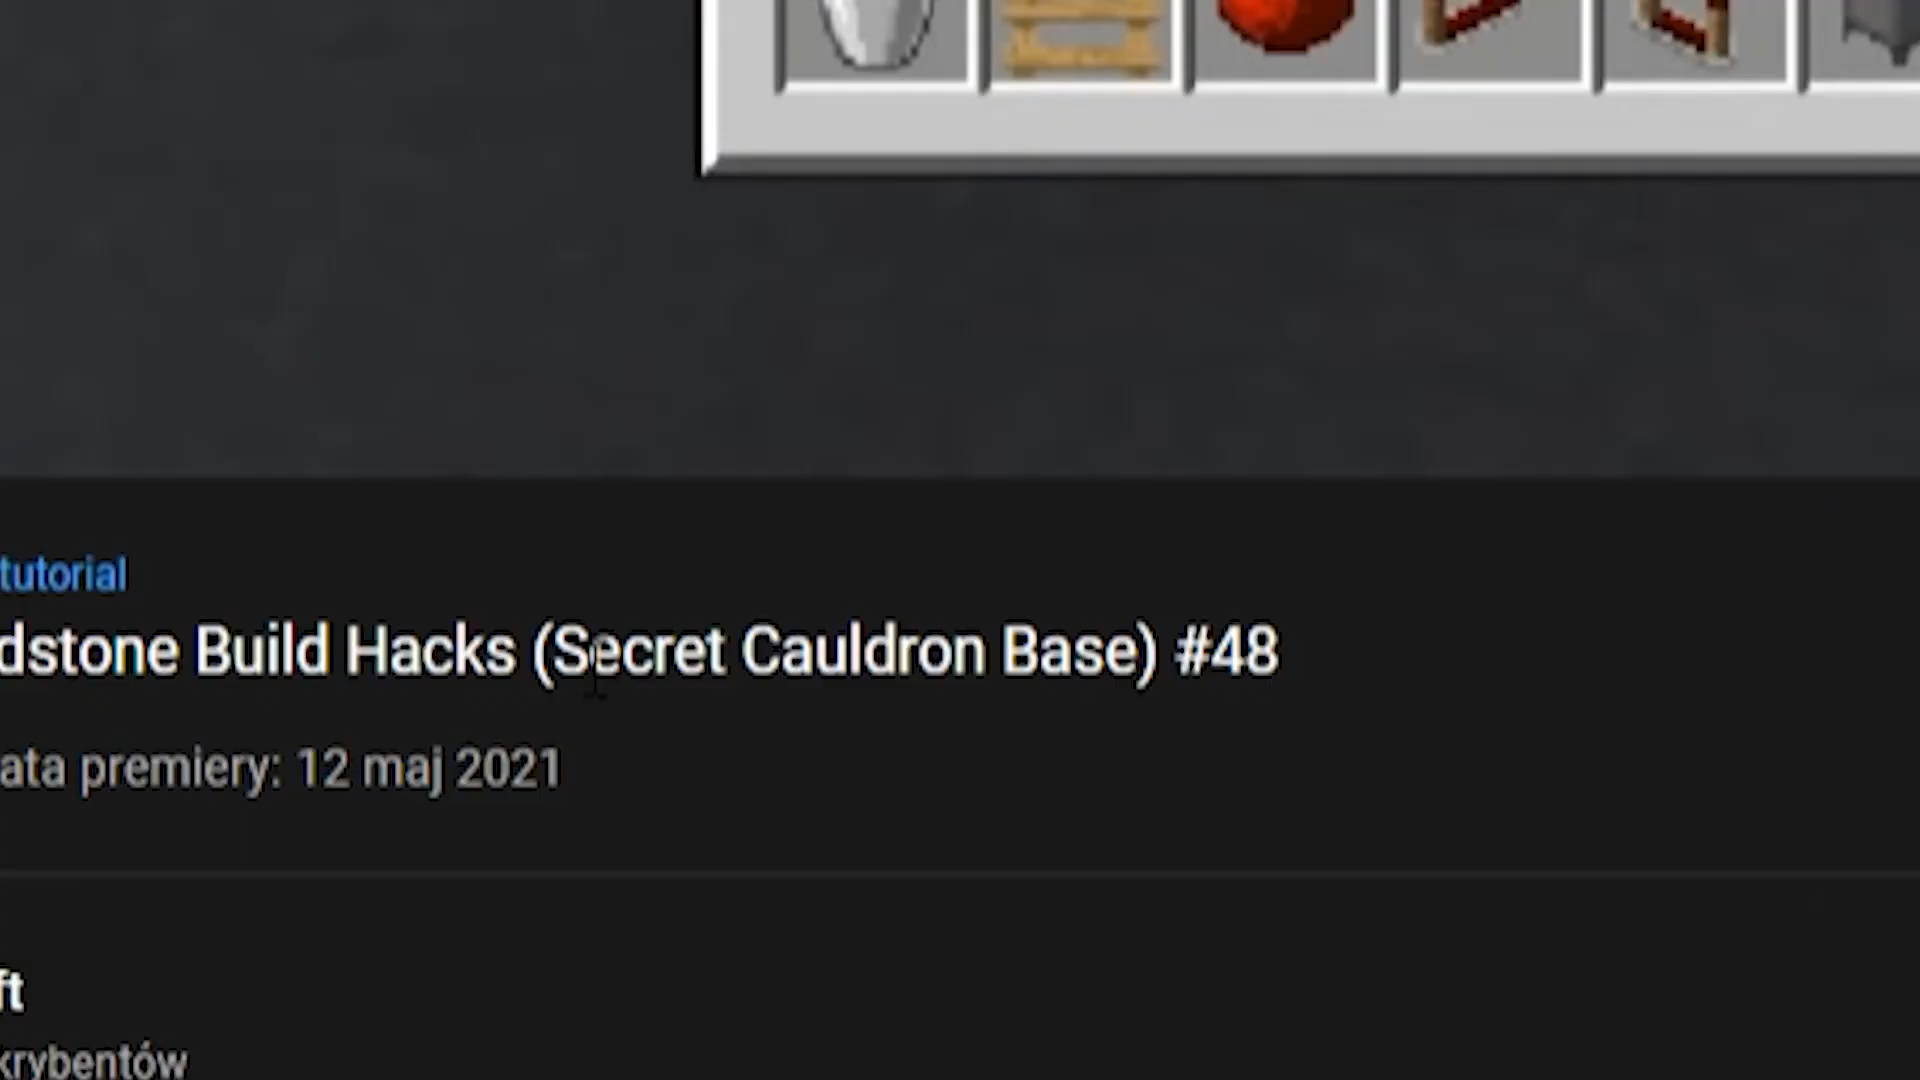 tutorial
dstone Build Hacks (Secret Cauldron Base) #48
ata premiery: 12 maj 2021
ft
krybentów